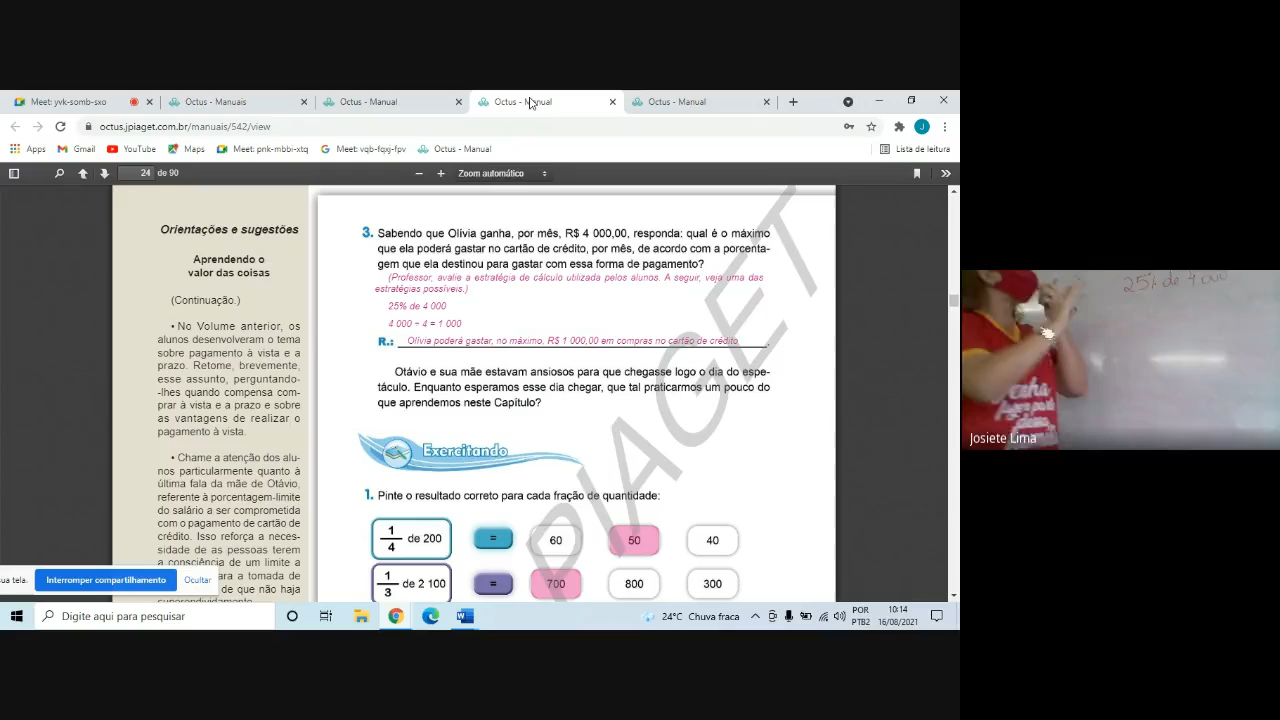 Meet: yvk-somb-sxo
Octus - Manuais
Octus - Manual
Octus - Manual
Octus - Manual
octus.jpiaget.com.br/manuais/542/view
Apps
Gmail
YouTube
Maps
Meet: pnk-mbbi-xtq
Meet: vqb-fqxj-fpv
Octus - Manual
Lista de leitura
24 de 90
Zoom automático
Orientações e sugestões
Aprendendo o
valor das coisas
(Continuação.)
• No Volume anterior, os
alunos desenvolveram o tema
sobre pagamento à vista e a
prazo. Retome, brevemente,
esse assunto, perguntando-
-lhes quando compensa com-
prar à vista e a prazo e sobre
as vantagens de realizar o
pagamento à vista.
• Chame a atenção dos alu-
nos particularmente quanto à
última fala da mãe de Otávio,
referente à porcentagem-limite
do salário a ser comprometida
com o pagamento de cartão de
crédito. Isso reforça a neces-
sidade de as pessoas terem
a consciência de um limite a
ara a tomada de
de que não haja
superendividamento
3. Sabendo que Olívia ganha, por mês, R$ 4 000,00, responda: qual é o máximo
que ela poderá gastar no cartão de crédito, por mês, de acordo com a porcenta-
gem que ela destinou para gastar com essa forma de pagamento?
(Professor, avalie a estratégia de cálculo utilizada pelos alunos. A seguir, veja uma das
estratégias possíveis.)
25% de 4 000
4 000 ÷ 4 = 1 000
R.: Olívia poderá gastar, no máximo, R$ 1 000,00 em compras no cartão de crédito.
Otávio e sua mãe estavam ansiosos para que chegasse logo o dia do espe-
táculo. Enquanto esperamos esse dia chegar, que tal praticarmos um pouco do
que aprendemos neste Capítulo?
Exercitando
1. Pinte o resultado correto para cada fração de quantidade:
1/4 de 200 = 60 50 40
1/3 de 2 100 = 700 800 300
PIAGET
sua tela.
Interromper compartilhamento
Ocultar
Digite aqui para pesquisar
24°C Chuva fraca
POR
PTB2
10:14
16/08/2021
25% de 4 000
Josiete Lima